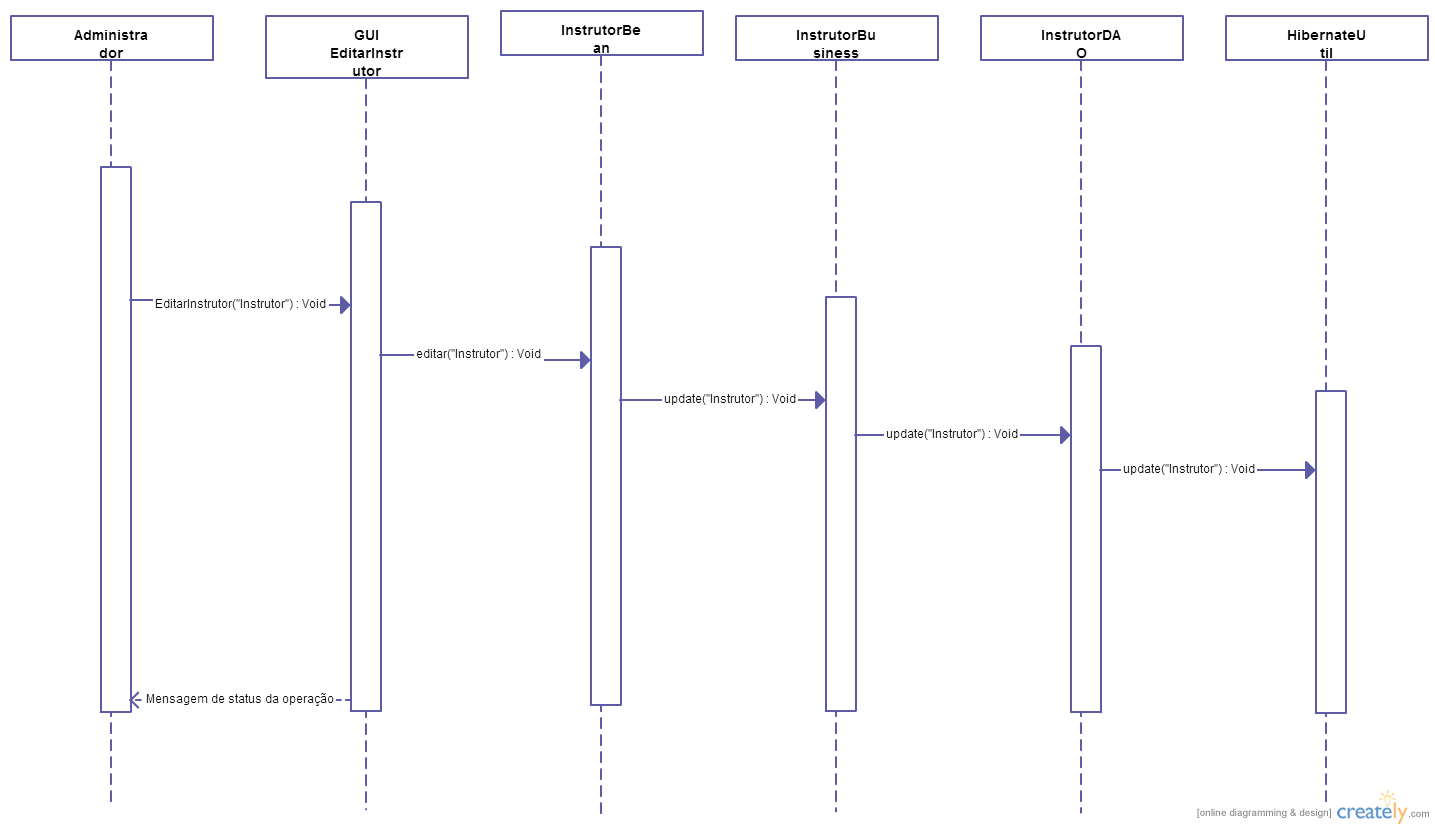 Administra
dor
GUI
EditarInstr
utor
InstrutorBe
an
InstrutorBu
siness
InstrutorDA
O
HibernateU
til
EditarInstrutor("Instrutor") : Void
editar("Instrutor") : Void
update("Instrutor") : Void
update("Instrutor") : Void
update("Instrutor") : Void
Mensagem de status da operação
[online diagramming & design] creately.com